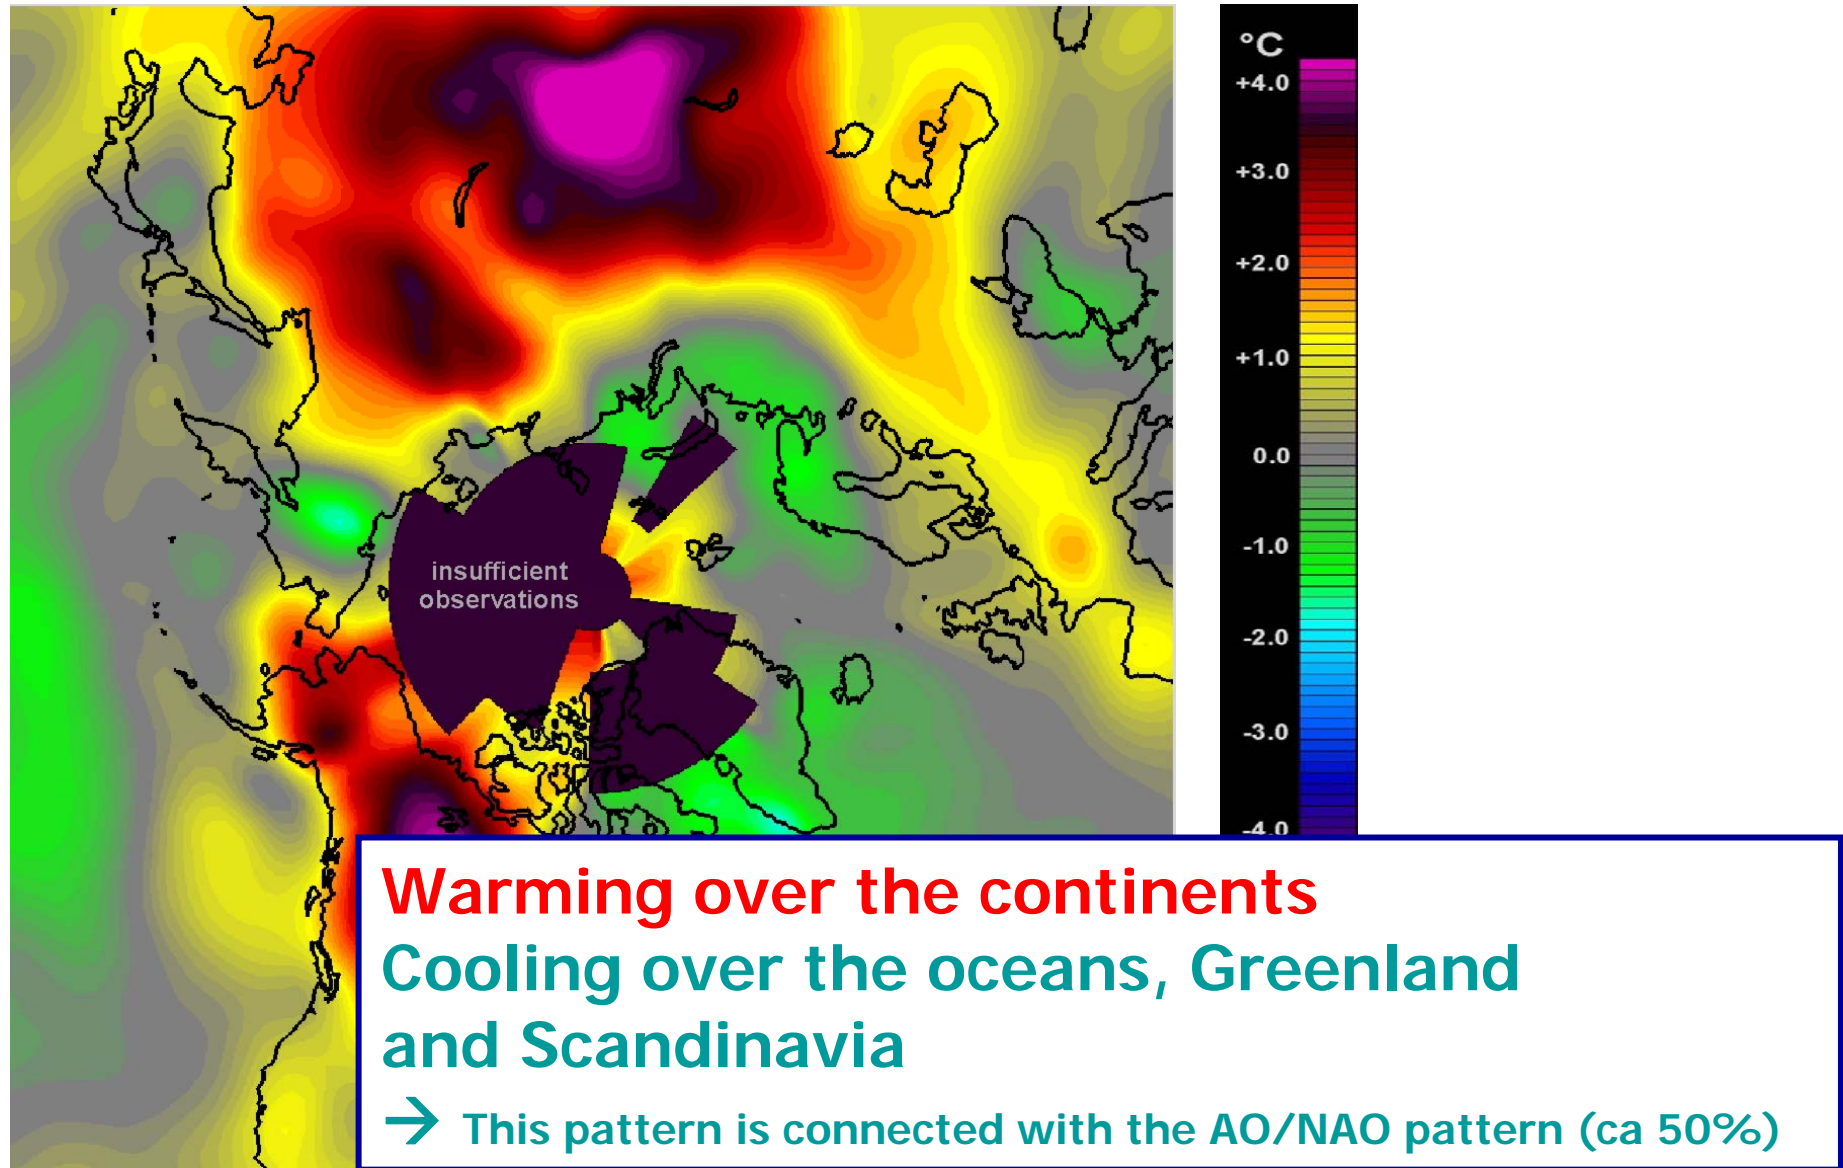 °C
+4.0
+3.0
+2.0
+1.0
0.0
-1.0
-2.0
-3.0
-4.0
insufficient
observations
Warming over the continents
Cooling over the oceans, Greenland
and Scandinavia
→ This pattern is connected with the AO/NAO pattern (ca 50%)